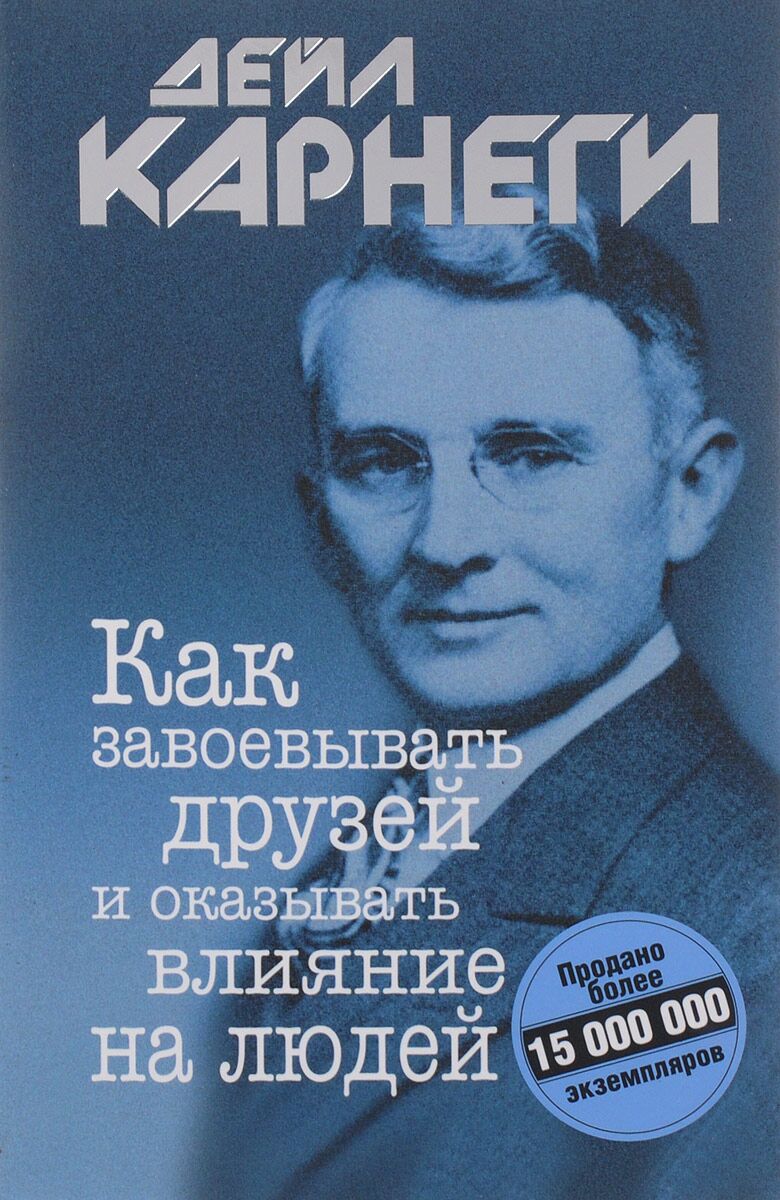 ДЕЙЛ
КАРНЕГИ
Как
завоевывать
друзей
и оказывать
влияние
на людей
Продано
более
15 000 000
экземпляров